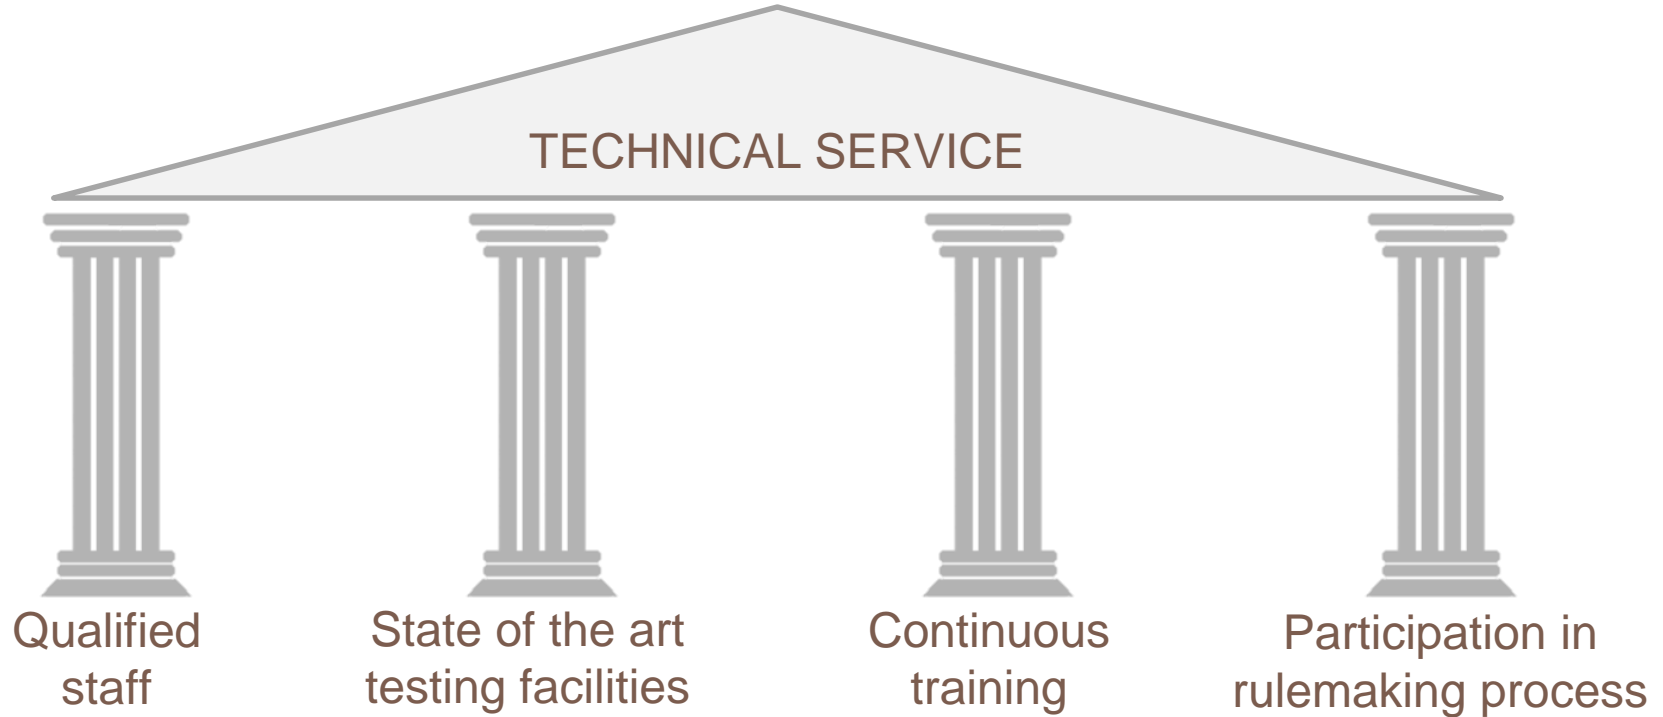 TECHNICAL SERVICE
Qualified
staff
State of the art
testing facilities
Continuous
training
Participation in
rulemaking process